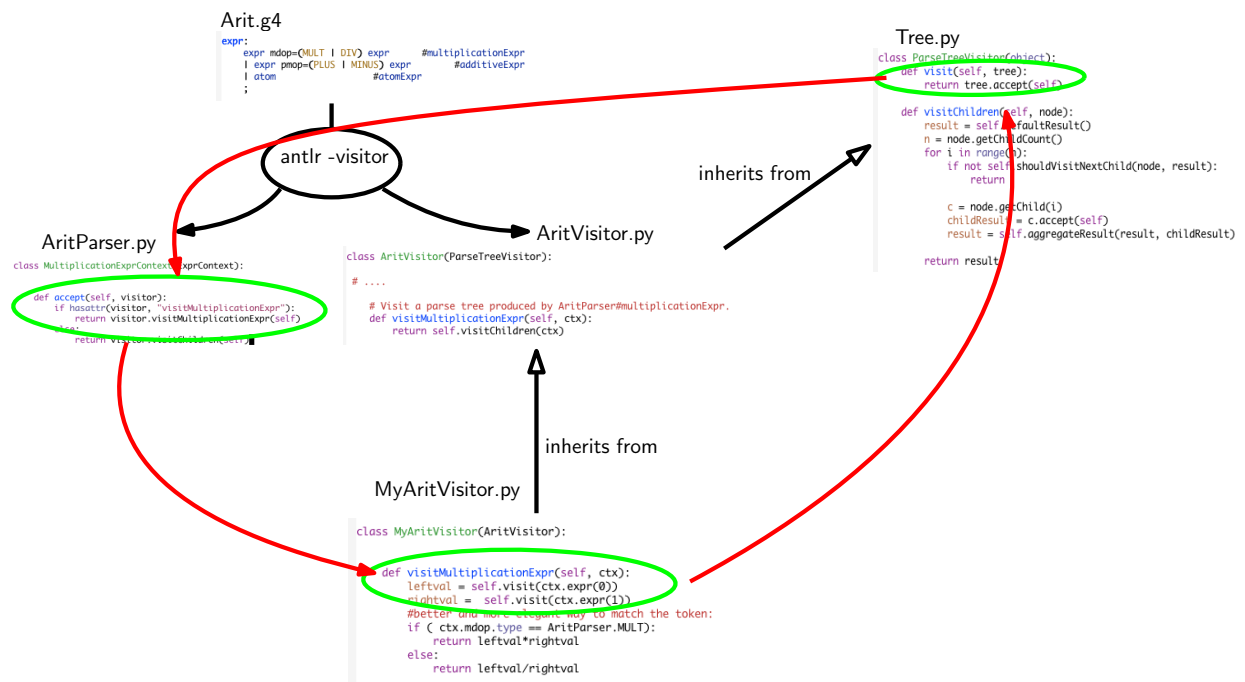 Arit.g4
expr:
expr mdop=(MULT | DIV) expr #multiplicationExpr
| expr pmop=(PLUS | MINUS) expr #additiveExpr
| atom #atomExpr
;
antlr -visitor
Tree.py
class ParseTreeVisitor(object):
def visit(self, tree):
return tree.accept(self)
def visitChildren(self, node):
result = self.defaultResult()
n = node.getChildCount()
for i in range(n):
if not self.shouldVisitNextChild(node, result):
return
c = node.getChild(i)
childResult = c.accept(self)
result = self.aggregateResult(result, childResult)
return result
inherits from
AritParser.py
class MultiplicationExprContext(ExprContext):
def accept(self, visitor):
if hasattr(visitor, "visitMultiplicationExpr"):
return visitor.visitMultiplicationExpr(self)
else:
return visitor.visitChildren(self)
AritVisitor.py
class AritVisitor(ParseTreeVisitor):
# ....
# Visit a parse tree produced by AritParser#multiplicationExpr.
def visitMultiplicationExpr(self, ctx):
return self.visitChildren(ctx)
inherits from
MyAritVisitor.py
class MyAritVisitor(AritVisitor):
def visitMultiplicationExpr(self, ctx):
leftval = self.visit(ctx.expr(0))
rightval = self.visit(ctx.expr(1))
#better and more elegant way to match the token:
if ( ctx.mdop.type == AritParser.MULT):
return leftval*rightval
else:
return leftval/rightval